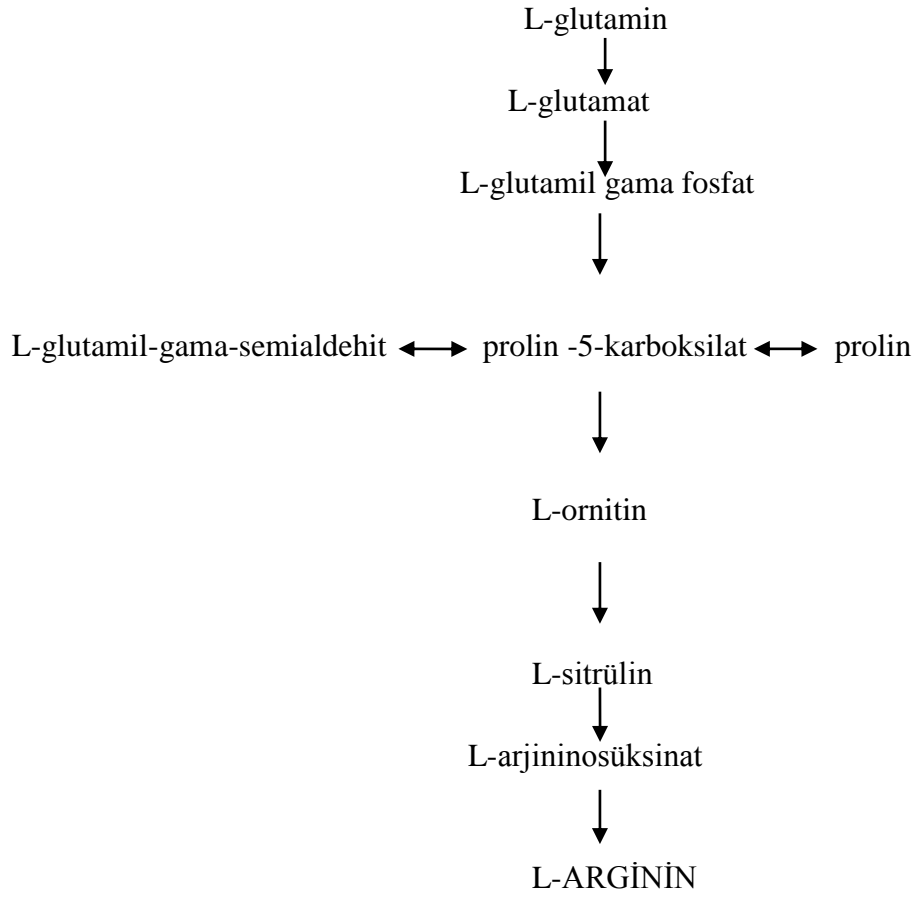 L-glutamin
L-glutamat
L-glutamil gama fosfat
L-glutamil-gama-semialdehit prolin -5-karboksilat prolin
L-ornitin
L-sitrülin
L-arjininosüksinat
L-ARGİNİN